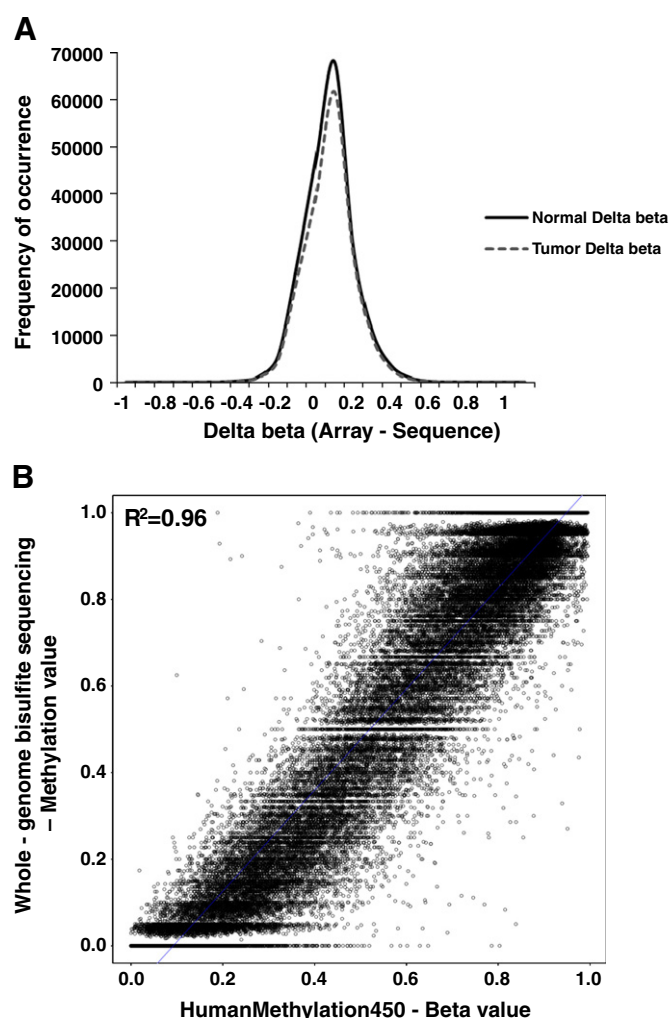 A
70000
60000
50000
40000
30000
20000
10000
0
Frequency of occurrence
-1 -0.8 -0.6 -0.4 -0.2 0 0.2 0.6 0.8 1
Delta beta (Array - Sequence)
Normal Delta beta
Tumor Delta beta
B
R²=0.96
1.0
0.8
0.6
0.4
0.2
0.0
Whole - genome bisulfite sequencing
– Methylation value
0.0 0.2 0.4 0.6 0.8 1.0
HumanMethylation450 - Beta value